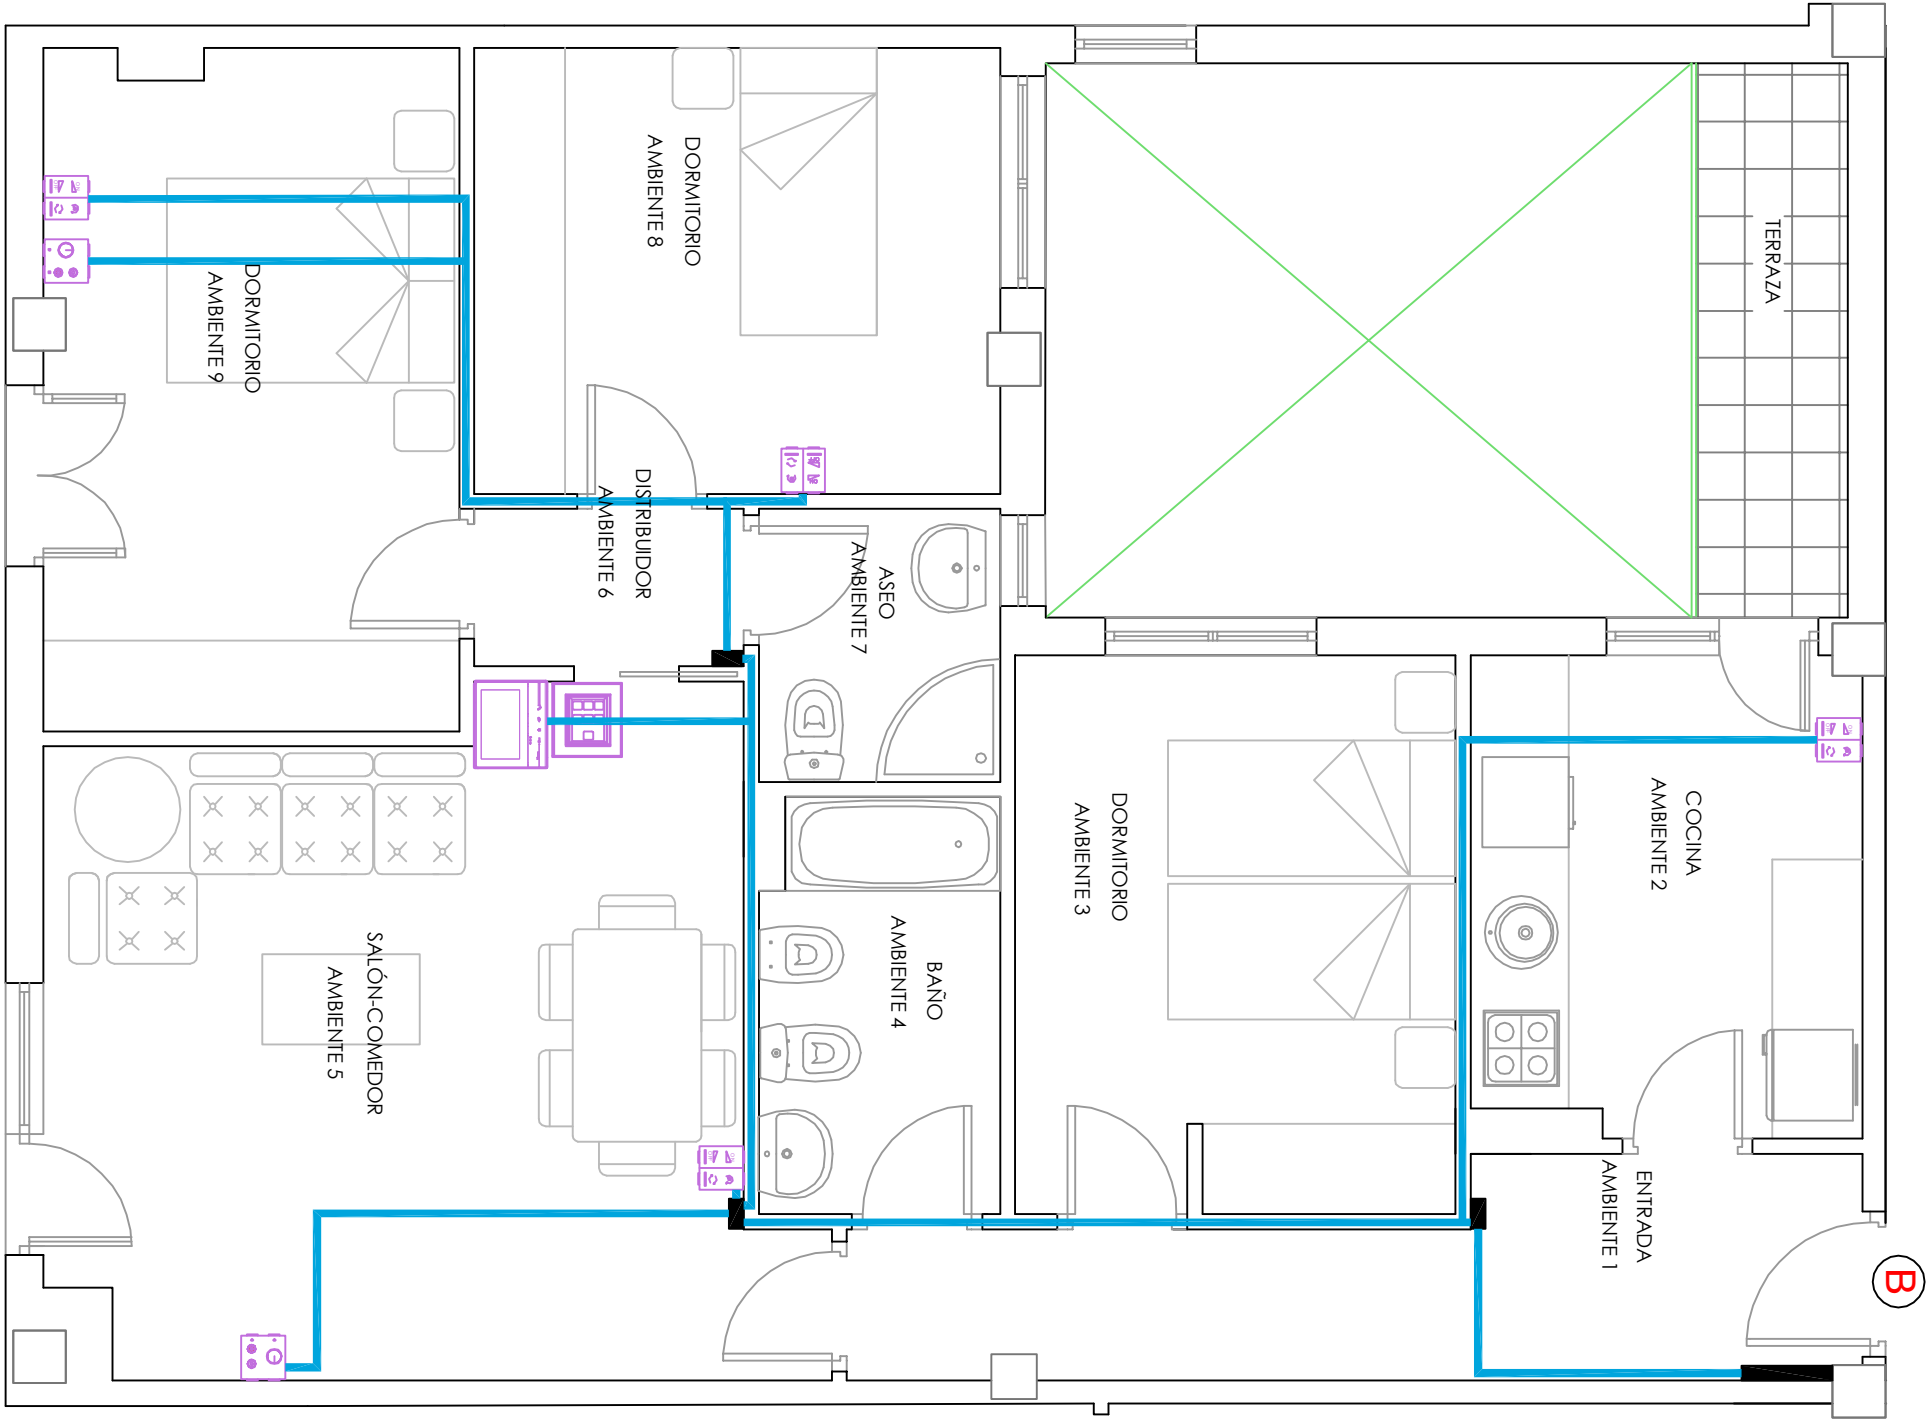 DORMITORIO
AMBIENTE 8
TERRAZA
DORMITORIO
AMBIENTE 9
DISTRIBUIDOR
AMBIENTE 6
ASEO
AMBIENTE 7
DORMITORIO
AMBIENTE 3
COCINA
AMBIENTE 2
BAÑO
AMBIENTE 4
SALÓN-COMEDOR
AMBIENTE 5
ENTRADA
AMBIENTE 1
B